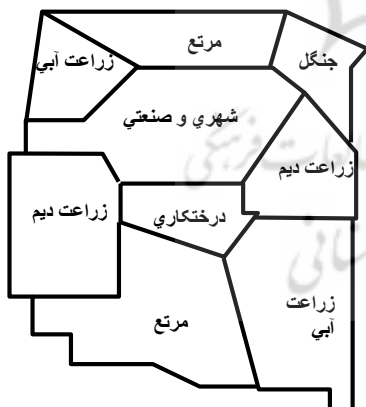 مرتع
جنگل
زراعت آبي
شهري و صنعتي
زراعت ديم
زراعت ديم
درختكاري
زراعت
آبي
مرتع